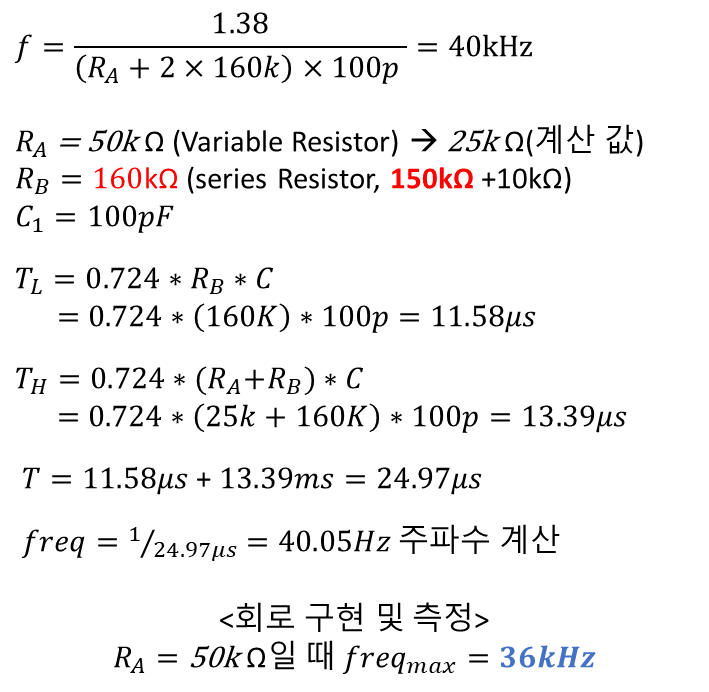 f = 1.38 / ((R_A + 2 × 160k) × 100p) = 40kHz
R_A = 50kΩ (Variable Resistor) → 25kΩ(계산 값)
R_B = 160kΩ (series Resistor, 150kΩ +10kΩ)
C_1 = 100pF
T_L = 0.724 * R_B * C
= 0.724 * (160K) * 100p = 11.58μs
T_H = 0.724 * (R_A+R_B) * C
= 0.724 * (25k + 160K) * 100p = 13.39μs
T = 11.58μs + 13.39ms = 24.97μs
freq = 1/24.97μs = 40.05Hz 주파수 계산
<회로 구현 및 측정>
R_A = 50kΩ일 때 freq_max = 36kHz